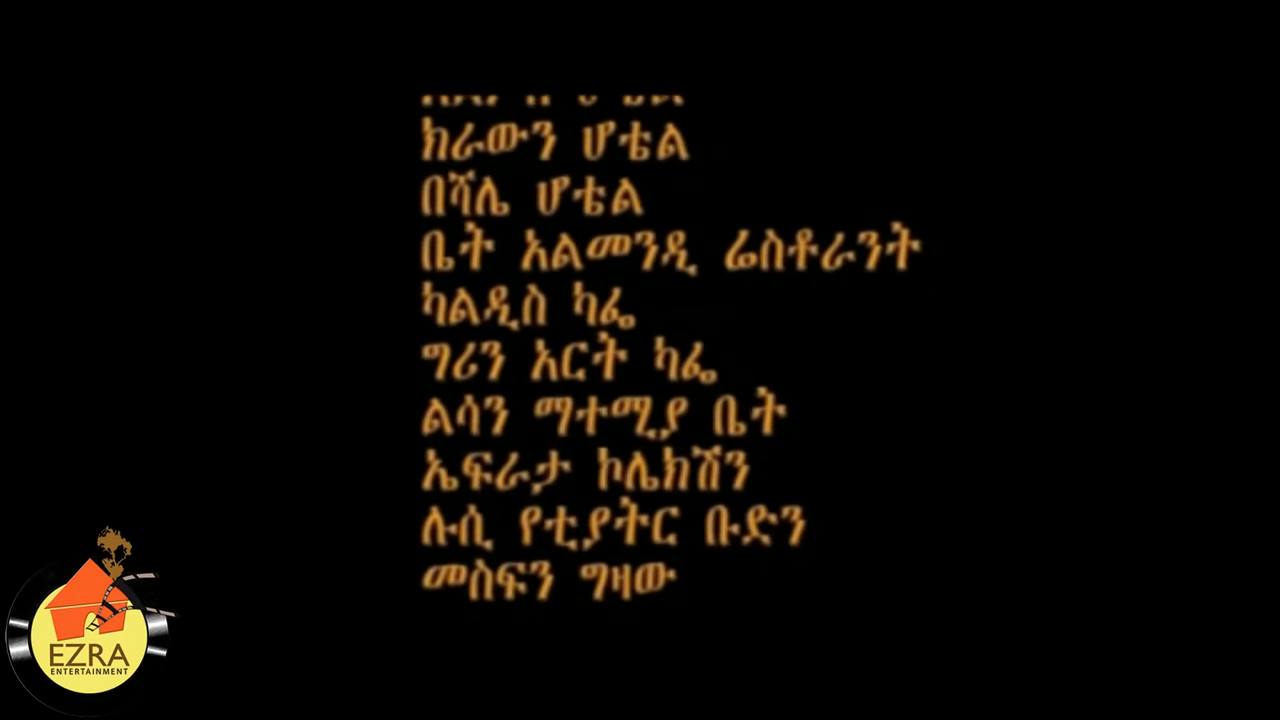 ክራውን ሆቴል
በሻሌ ሆቴል
ቤት አልመንዲ ሬስቶራንት
ካልዲስ ካፌ
ግሪን አርት ካፌ
ልሳን ማተሚያ ቤት
ኤፍራታ ኮሌክሽን
ሉሲ የቲያትር ቡድን
መስፍን ግዛው
EZRA
ENTERTAINMENT